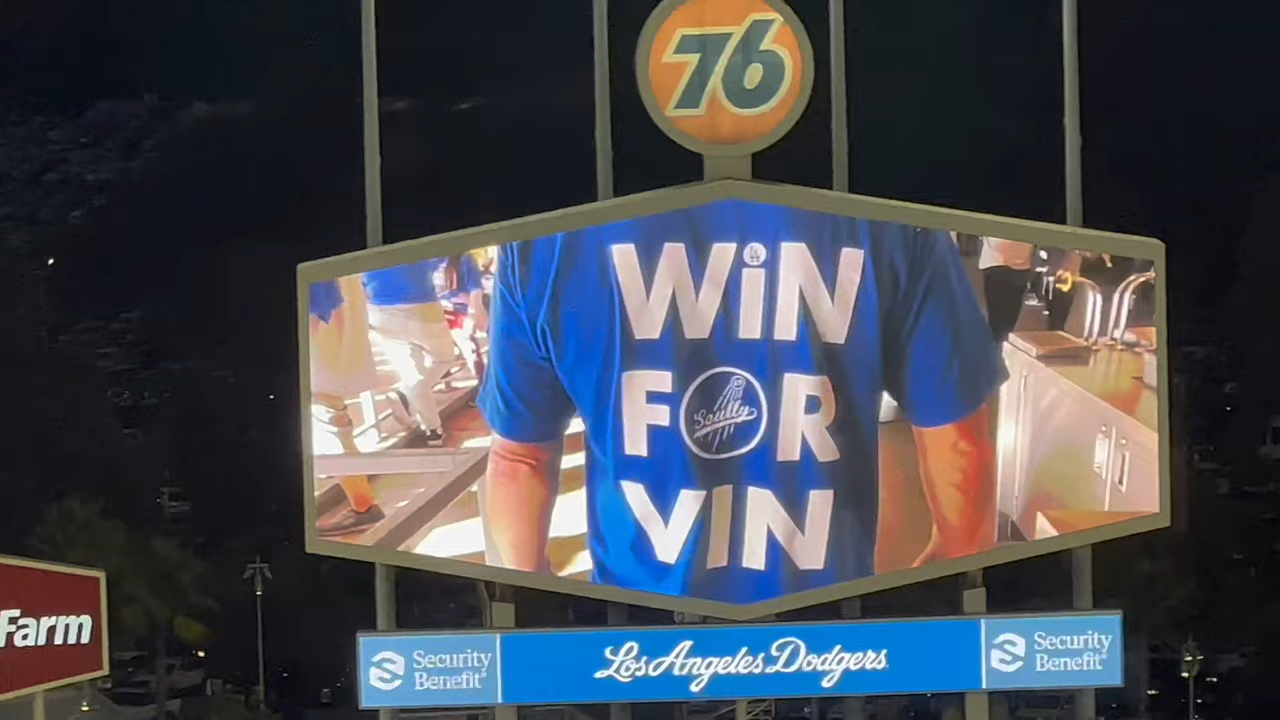 76
WiN
FOR
Scully
VIN
Farm
Security
Benefit
Los Angeles Dodgers
Security
Benefit